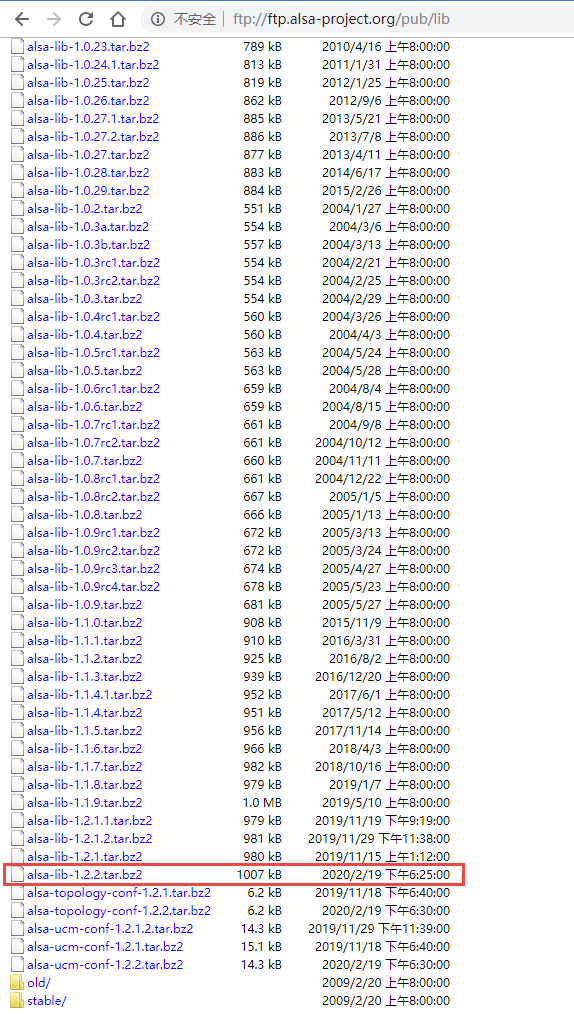 不安全 ftp://ftp.alsa-project.org/pub/lib
alsa-lib-1.0.23.tar.bz2 789 kB 2010/4/16 上午8:00:00
alsa-lib-1.0.24.1.tar.bz2 813 kB 2011/1/31 上午8:00:00
alsa-lib-1.0.25.tar.bz2 819 kB 2012/1/25 上午8:00:00
alsa-lib-1.0.26.tar.bz2 862 kB 2012/9/6 上午8:00:00
alsa-lib-1.0.27.1.tar.bz2 885 kB 2013/5/21 上午8:00:00
alsa-lib-1.0.27.2.tar.bz2 886 kB 2013/7/8 上午8:00:00
alsa-lib-1.0.27.tar.bz2 877 kB 2013/4/11 上午8:00:00
alsa-lib-1.0.28.tar.bz2 883 kB 2014/6/17 上午8:00:00
alsa-lib-1.0.29.tar.bz2 884 kB 2015/2/26 上午8:00:00
alsa-lib-1.0.2.tar.bz2 551 kB 2004/1/27 上午8:00:00
alsa-lib-1.0.3a.tar.bz2 554 kB 2004/3/6 上午8:00:00
alsa-lib-1.0.3b.tar.bz2 557 kB 2004/3/13 上午8:00:00
alsa-lib-1.0.3rc1.tar.bz2 554 kB 2004/2/21 上午8:00:00
alsa-lib-1.0.3rc2.tar.bz2 554 kB 2004/2/25 上午8:00:00
alsa-lib-1.0.3.tar.bz2 554 kB 2004/2/29 上午8:00:00
alsa-lib-1.0.4rc1.tar.bz2 560 kB 2004/3/26 上午8:00:00
alsa-lib-1.0.4.tar.bz2 560 kB 2004/4/3 上午8:00:00
alsa-lib-1.0.5rc1.tar.bz2 563 kB 2004/5/24 上午8:00:00
alsa-lib-1.0.5.tar.bz2 563 kB 2004/5/28 上午8:00:00
alsa-lib-1.0.6rc1.tar.bz2 659 kB 2004/8/4 上午8:00:00
alsa-lib-1.0.6.tar.bz2 659 kB 2004/8/15 上午8:00:00
alsa-lib-1.0.7rc1.tar.bz2 661 kB 2004/9/8 上午8:00:00
alsa-lib-1.0.7rc2.tar.bz2 661 kB 2004/10/12 上午8:00:00
alsa-lib-1.0.7.tar.bz2 660 kB 2004/11/11 上午8:00:00
alsa-lib-1.0.8rc1.tar.bz2 661 kB 2004/12/22 上午8:00:00
alsa-lib-1.0.8rc2.tar.bz2 667 kB 2005/1/5 上午8:00:00
alsa-lib-1.0.8.tar.bz2 666 kB 2005/1/13 上午8:00:00
alsa-lib-1.0.9rc1.tar.bz2 672 kB 2005/3/13 上午8:00:00
alsa-lib-1.0.9rc2.tar.bz2 672 kB 2005/3/24 上午8:00:00
alsa-lib-1.0.9rc3.tar.bz2 674 kB 2005/4/27 上午8:00:00
alsa-lib-1.0.9rc4.tar.bz2 678 kB 2005/5/23 上午8:00:00
alsa-lib-1.0.9.tar.bz2 681 kB 2005/5/27 上午8:00:00
alsa-lib-1.1.0.tar.bz2 908 kB 2015/11/9 上午8:00:00
alsa-lib-1.1.1.tar.bz2 910 kB 2016/3/31 上午8:00:00
alsa-lib-1.1.2.tar.bz2 925 kB 2016/8/2 上午8:00:00
alsa-lib-1.1.3.tar.bz2 939 kB 2016/12/20 上午8:00:00
alsa-lib-1.1.4.1.tar.bz2 952 kB 2017/6/1 上午8:00:00
alsa-lib-1.1.4.tar.bz2 951 kB 2017/5/12 上午8:00:00
alsa-lib-1.1.5.tar.bz2 956 kB 2017/11/14 上午8:00:00
alsa-lib-1.1.6.tar.bz2 966 kB 2018/4/3 上午8:00:00
alsa-lib-1.1.7.tar.bz2 982 kB 2018/10/16 上午8:00:00
alsa-lib-1.1.8.tar.bz2 979 kB 2019/1/7 上午8:00:00
alsa-lib-1.1.9.tar.bz2 1.0 MB 2019/5/10 上午8:00:00
alsa-lib-1.2.1.1.tar.bz2 979 kB 2019/11/19 下午9:19:00
alsa-lib-1.2.1.2.tar.bz2 981 kB 2019/11/29 下午11:38:00
alsa-lib-1.2.1.tar.bz2 980 kB 2019/11/15 上午1:12:00
alsa-lib-1.2.2.tar.bz2 1007 kB 2020/2/19 下午6:25:00
alsa-topology-conf-1.2.1.tar.bz2 6.2 kB 2019/11/18 下午6:40:00
alsa-topology-conf-1.2.2.tar.bz2 6.2 kB 2020/2/19 下午6:30:00
alsa-ucm-conf-1.2.1.2.tar.bz2 14.3 kB 2019/11/29 下午11:39:00
alsa-ucm-conf-1.2.1.tar.bz2 15.1 kB 2019/11/18 下午6:40:00
alsa-ucm-conf-1.2.2.tar.bz2 14.3 kB 2020/2/19 下午6:30:00
old/ 2009/2/20 上午8:00:00
stable/ 2009/2/20 上午8:00:00